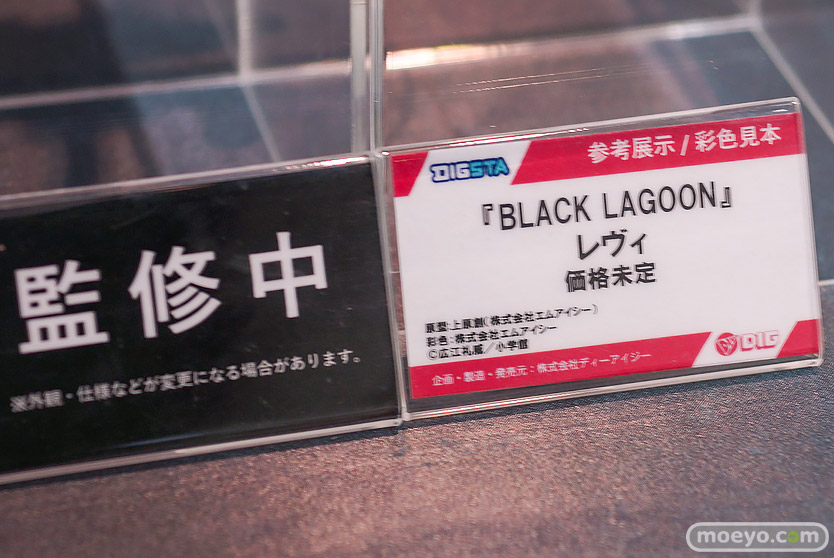 監修中
※外観・仕様などが変更になる場合があります。
DIGSTA
参考展示/彩色見本
『BLACK LAGOON』
レヴィ
価格未定
原型:上原創(株式会社エムアイシー)
彩色:株式会社エムアイシー
©広江礼威/小学館
企画・製造・発売元:株式会社ディーアイジー
DIG
moeyo.com